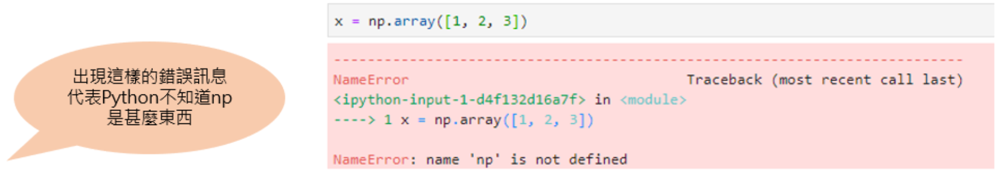 x = np.array([1, 2, 3])
出現這樣的錯誤訊息
代表Python不知道np
是甚麼東西
---------------------------------------------------------------------------
NameError                                 Traceback (most recent call last)
<ipython-input-1-d4f132d16a7f> in <module>
----> 1 x = np.array([1, 2, 3])
NameError: name 'np' is not defined